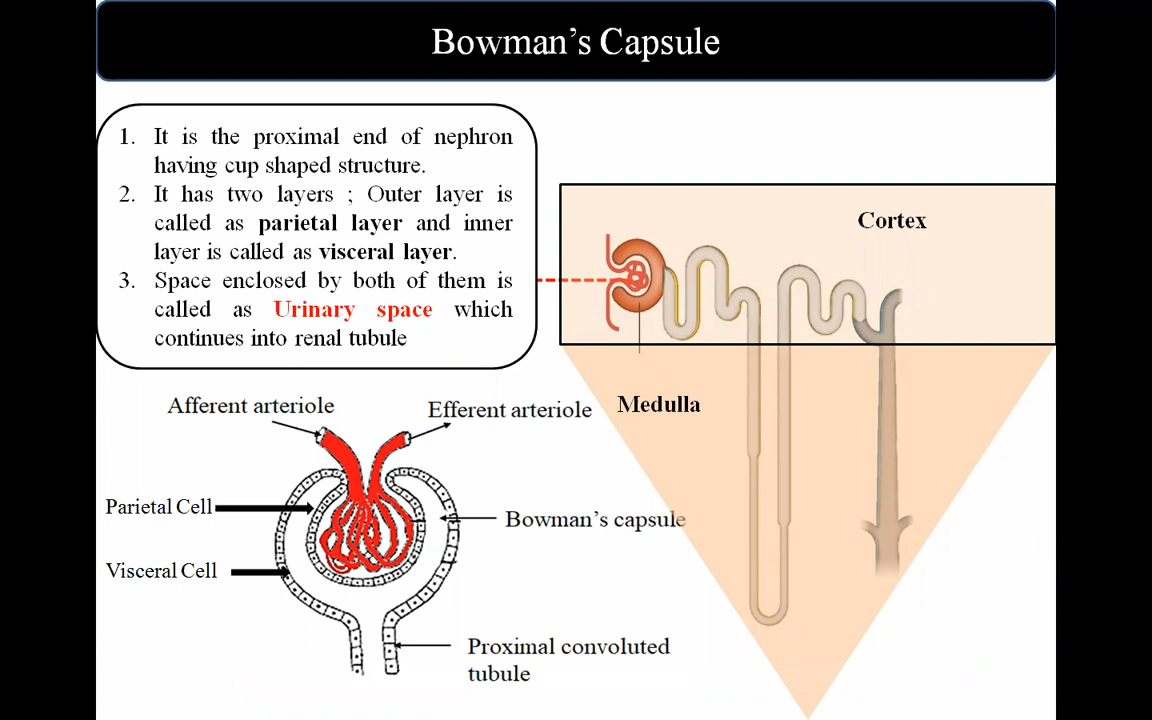 Bowman’s Capsule
1. It is the proximal end of nephron
having cup shaped structure.
2. It has two layers ; Outer layer is
called as parietal layer and inner
layer is called as visceral layer.
3. Space enclosed by both of them is
called as Urinary space which
continues into renal tubule
Cortex
Medulla
Afferent arteriole
Efferent arteriole
Parietal Cell
Bowman’s capsule
Visceral Cell
Proximal convoluted
tubule